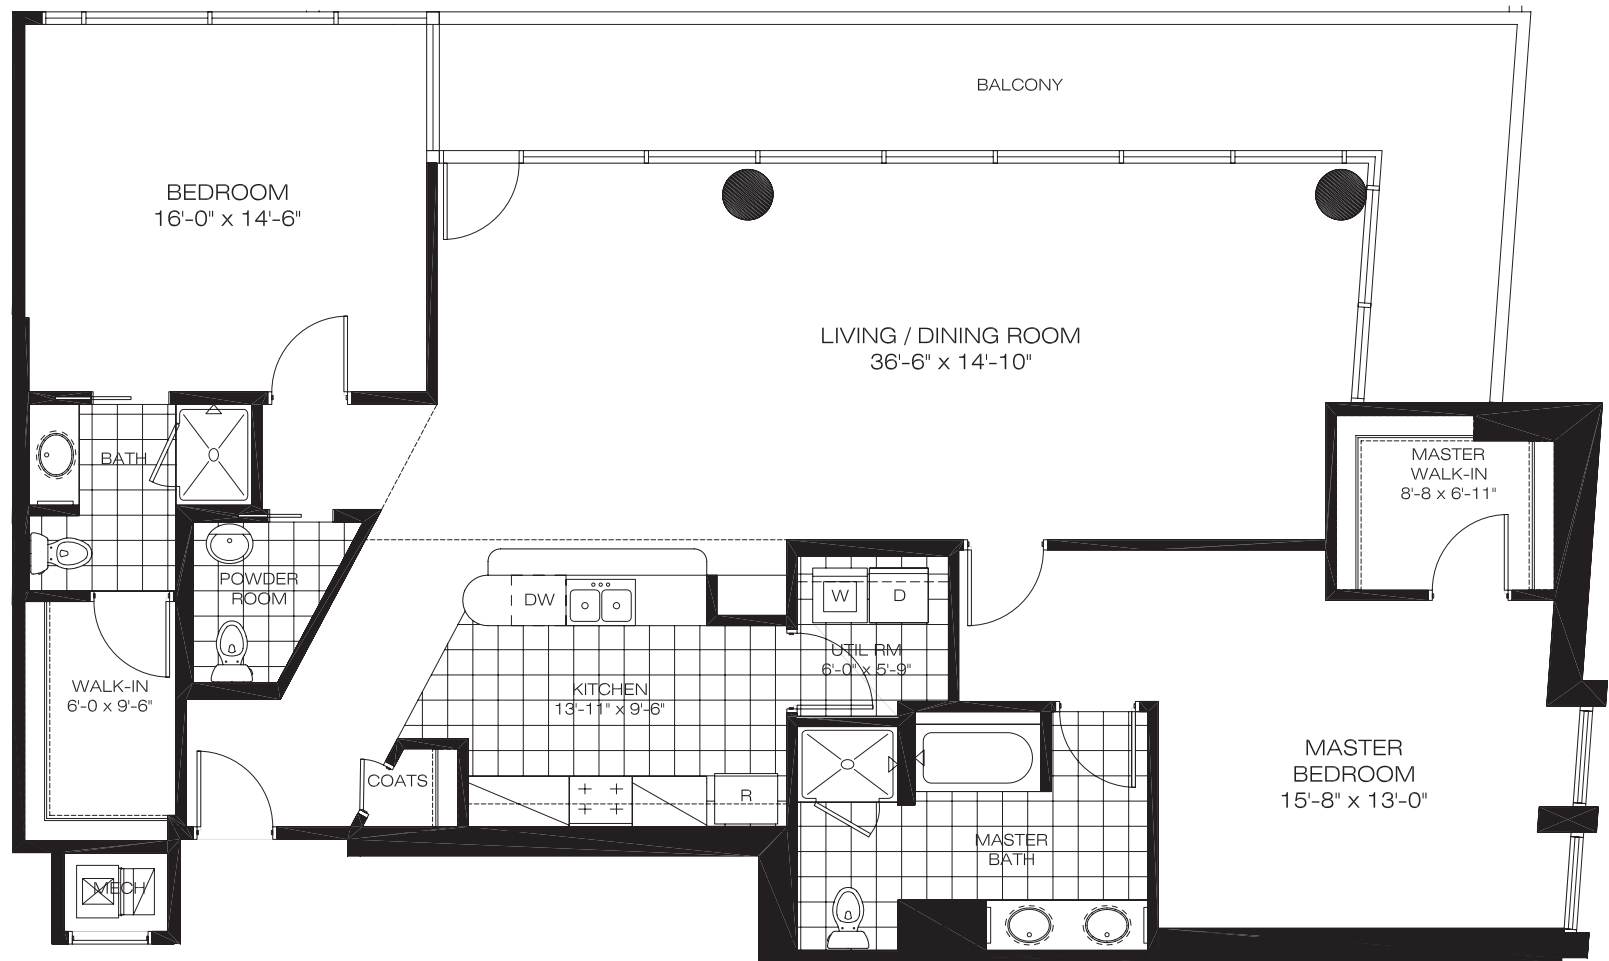 BALCONY
BEDROOM
16'-0" x 14'-6"
LIVING / DINING ROOM
36'-6" x 14'-10"
BATH
MASTER
WALK-IN
8'-8 x 6'-11"
POWDER
ROOM
DW
W
D
UTIL RM
6'-0" x 5'-9"
WALK-IN
6'-0 x 9'-6"
KITCHEN
13'-11" x 9'-6"
COATS
R
MASTER
BEDROOM
15'-8" x 13'-0"
MASTER
BATH
MECH